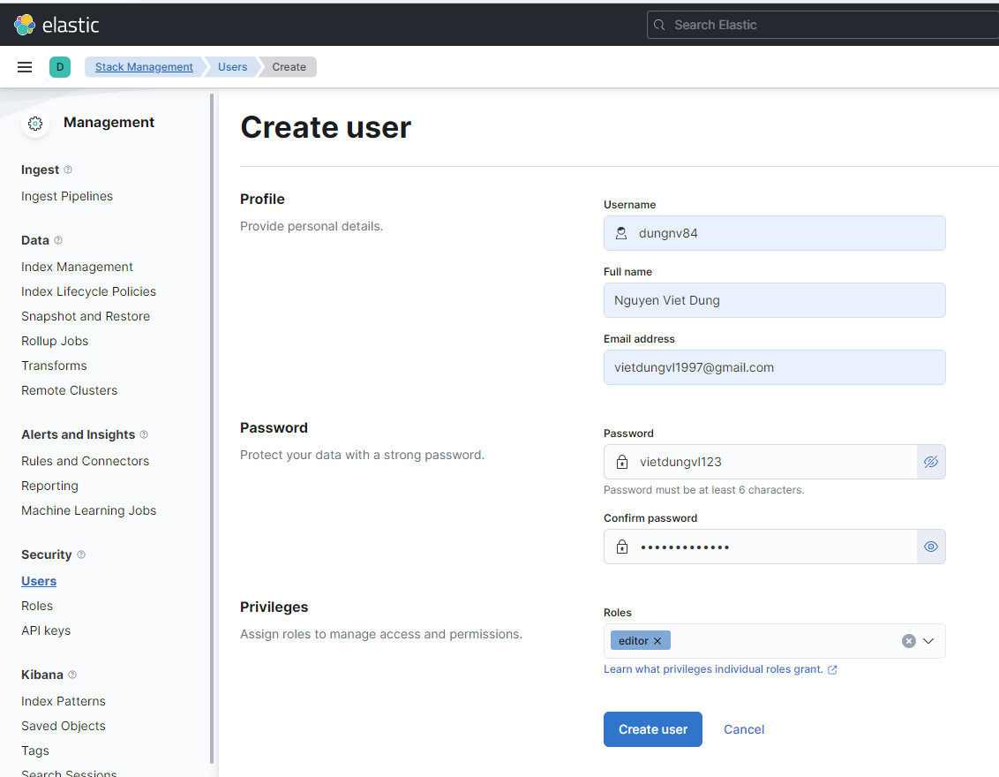 elastic
Search Elastic
D
Stack Management
Users
Create
Management
Ingest
Ingest Pipelines
Data
Index Management
Index Lifecycle Policies
Snapshot and Restore
Rollup Jobs
Transforms
Remote Clusters
Alerts and Insights
Rules and Connectors
Reporting
Machine Learning Jobs
Security
Users
Roles
API keys
Kibana
Index Patterns
Saved Objects
Tags
Search Sessions
Create user
Profile
Provide personal details.
Username
dungnv84
Full name
Nguyen Viet Dung
Email address
vietdungvl1997@gmail.com
Password
Protect your data with a strong password.
Password
vietdungvl123
Password must be at least 6 characters.
Confirm password
•••••••••••••
Privileges
Assign roles to manage access and permissions.
Roles
editor
Learn what privileges individual roles grant.
Create user
Cancel